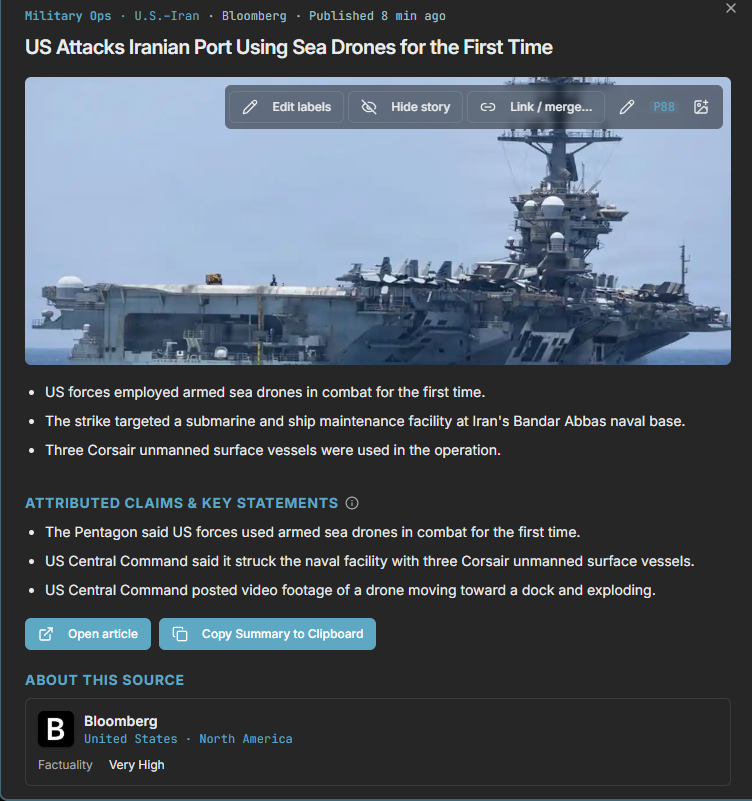 Military Ops · U.S.-Iran · Bloomberg · Published 8 min ago
US Attacks Iranian Port Using Sea Drones for the First Time
Edit labels
Hide story
Link / merge...
P88
• US forces employed armed sea drones in combat for the first time.
• The strike targeted a submarine and ship maintenance facility at Iran's Bandar Abbas naval base.
• Three Corsair unmanned surface vessels were used in the operation.
ATTRIBUTED CLAIMS & KEY STATEMENTS
• The Pentagon said US forces used armed sea drones in combat for the first time.
• US Central Command said it struck the naval facility with three Corsair unmanned surface vessels.
• US Central Command posted video footage of a drone moving toward a dock and exploding.
Open article
Copy Summary to Clipboard
ABOUT THIS SOURCE
B
Bloomberg
United States · North America
Factuality Very High